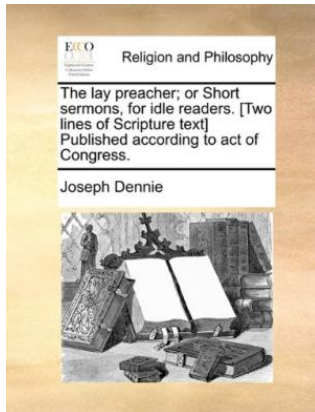 ECCO
Religion and Philosophy
The lay preacher; or Short
sermons, for idle readers. [Two
lines of Scripture text]
Published according to act of
Congress.
Joseph Dennie